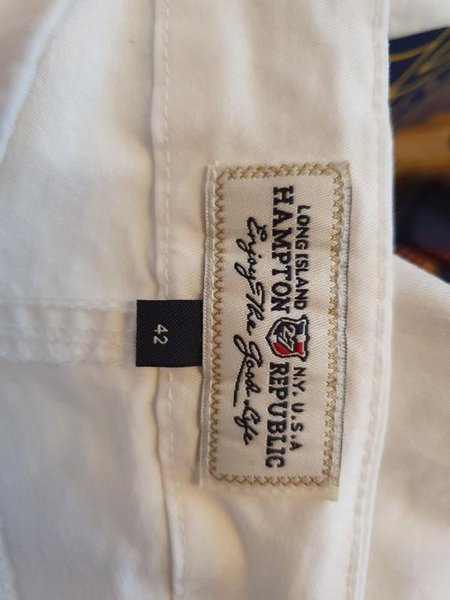 LONG ISLAND N.Y. U.S.A
HAMPTON REPUBLIC
Enjoy The Good Life
42